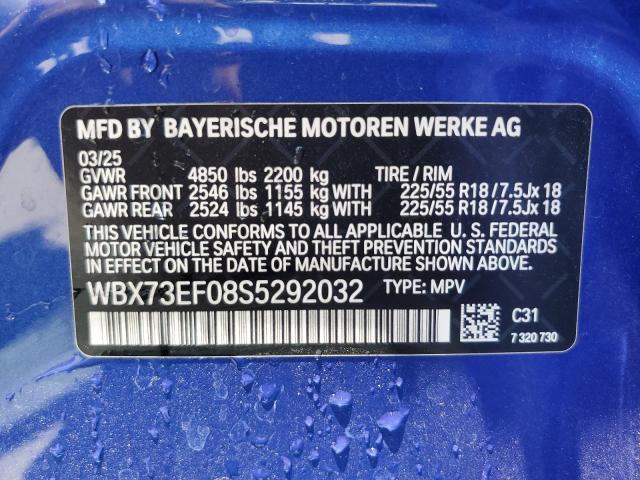 MFD BY BAYERISCHE MOTOREN WERKE AG
03/25
GVWR 4850 lbs 2200 kg TIRE / RIM
GAWR FRONT 2546 lbs 1155 kg WITH 225/55 R18 / 7.5Jx 18
GAWR REAR 2524 lbs 1145 kg WITH 225/55 R18 / 7.5Jx 18
THIS VEHICLE CONFORMS TO ALL APPLICABLE U. S. FEDERAL
MOTOR VEHICLE SAFETY AND THEFT PREVENTION STANDARDS
IN EFFECT ON THE DATE OF MANUFACTURE SHOWN ABOVE.
WBX73EF08S5292032 TYPE: MPV
C31
7 320 730